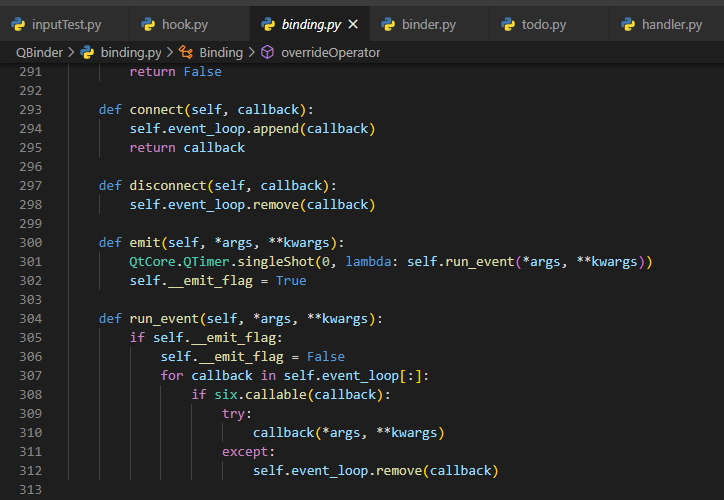 inputTest.py hook.py binding.py × binder.py todo.py handler.py
QBinder > binding.py > Binding > overrideOperator
291 return False
292
293 def connect(self, callback):
294 self.event_loop.append(callback)
295 return callback
296
297 def disconnect(self, callback):
298 self.event_loop.remove(callback)
299
300 def emit(self, *args, **kwargs):
301 QtCore.QTimer.singleShot(0, lambda: self.run_event(*args, **kwargs))
302 self.__emit_flag = True
303
304 def run_event(self, *args, **kwargs):
305 if self.__emit_flag:
306 self.__emit_flag = False
307 for callback in self.event_loop[:]:
308 if six.callable(callback):
309 try:
310 callback(*args, **kwargs)
311 except:
312 self.event_loop.remove(callback)
313